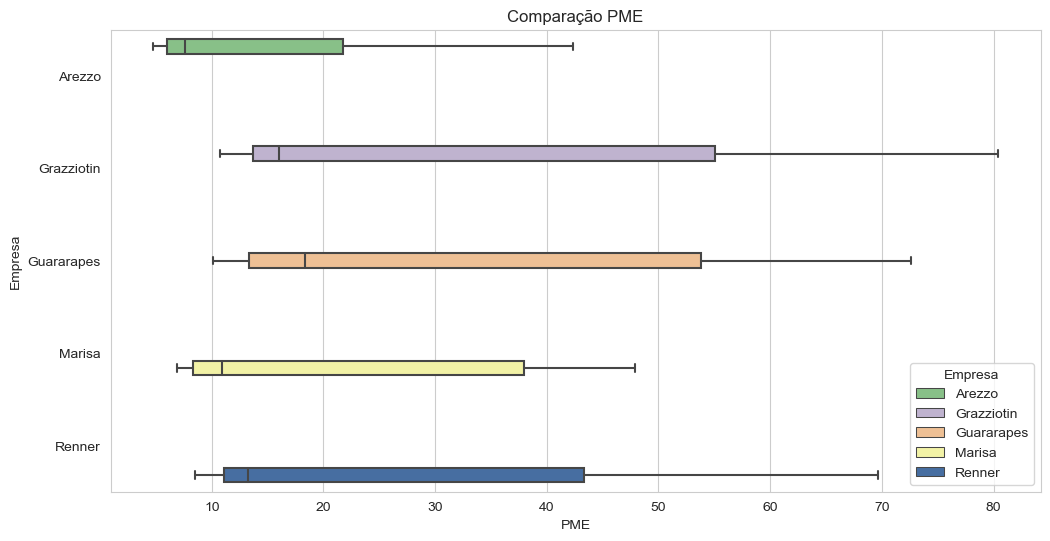 Comparação PME
Empresa
Arezzo
Grazziotin
Guararapes
Marisa
Renner
Empresa
Arezzo
Grazziotin
Guararapes
Marisa
Renner
10 20 30 40 50 60 70 80
PME